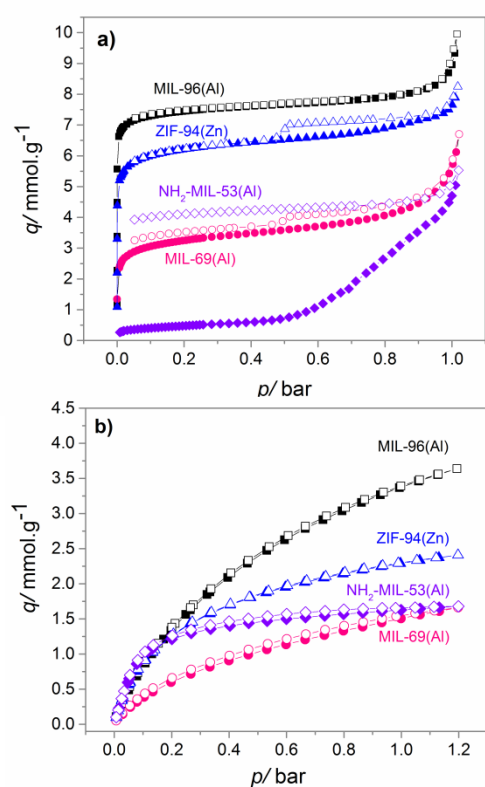 a)
10
9
8
7
6
5
4
3
2
1
0
q/ mmol.g⁻¹
MIL-96(Al)
ZIF-94(Zn)
NH₂-MIL-53(Al)
MIL-69(Al)
0.0 0.2 0.4 0.6 0.8 1.0
p/ bar
b)
4.5
4.0
3.5
3.0
2.5
2.0
1.5
1.0
0.5
0.0
q/ mmol.g⁻¹
MIL-96(Al)
ZIF-94(Zn)
NH₂-MIL-53(Al)
MIL-69(Al)
0.0 0.2 0.4 0.6 0.8 1.0 1.2
p/ bar